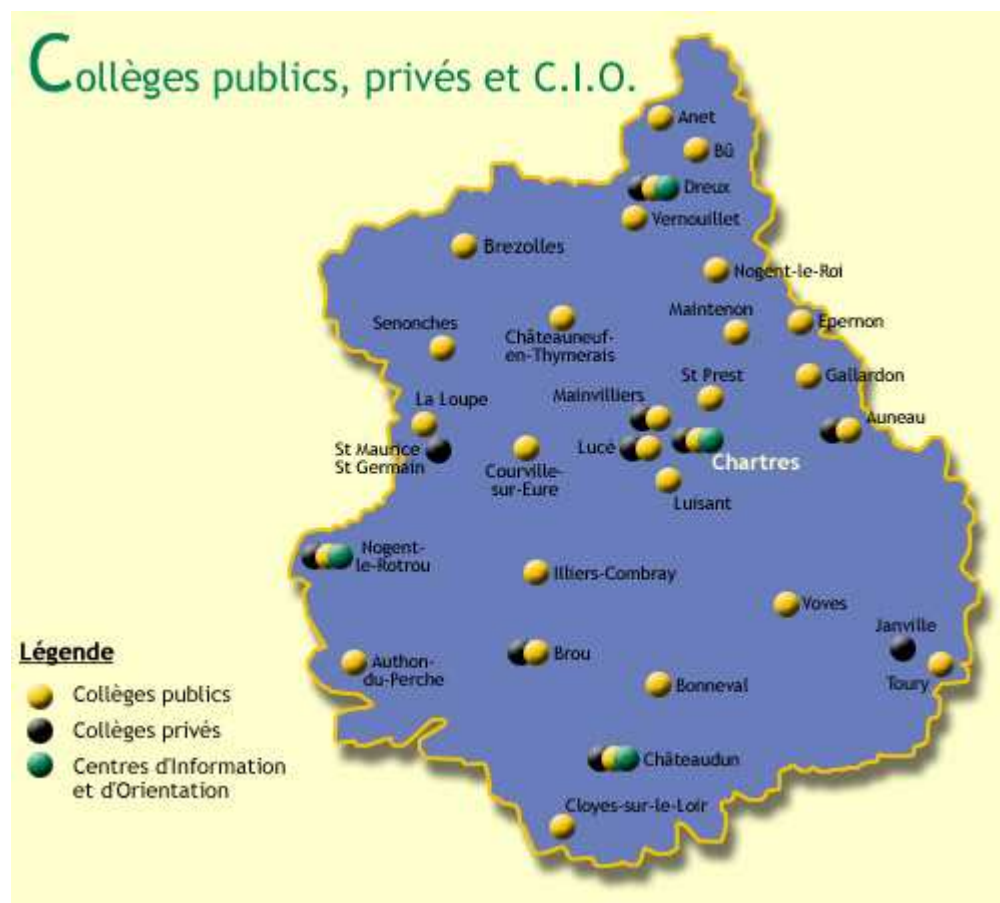 Collèges publics, privés et C.I.O.
Anet
Bû
Dreux
Vernouillet
Brezolles
Nogent-le-Roi
Maintenon
Epernon
Senonches
Châteauneuf-
en-Thymerais
St Prest
Gallardon
La Loupe
Mainvilliers
Auneau
St Maurice
St Germain
Lucé
Chartres
Courville-
sur-Eure
Luisant
Nogent-
le-Rotrou
Illiers-Combray
Voves
Janville
Légende
Authon-
du-Perche
Brou
Toury
Bonneval
Collèges publics
Collèges privés
Centres d'Information
et d'Orientation
Châteaudun
Cloyes-sur-le-Loir